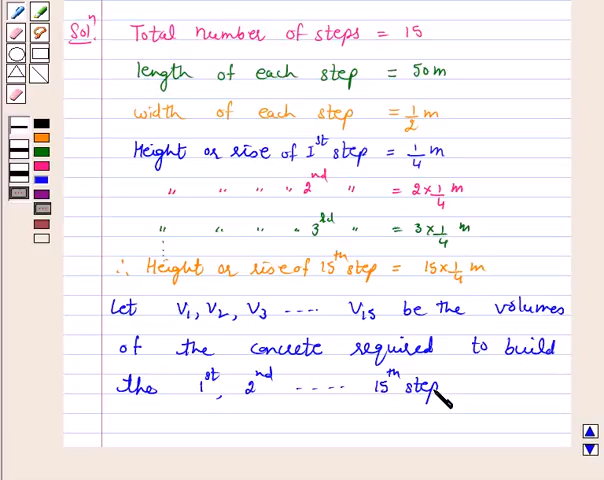 Solⁿ Total number of steps = 15
length of each step = 50 m
width of each step = 1/2 m
Height or rise of Iˢᵗ step = 1/4 m
" " " " 2ⁿᵈ " = 2 × 1/4 m
" " " " 3ʳᵈ " = 3 × 1/4 m
∴ Height or rise of 15ᵗʰ step = 15 × 1/4 m
Let V₁, V₂, V₃ ---- V₁₅ be the volumes
of the concrete required to build
the 1ˢᵗ, 2ⁿᵈ ---- 15ᵗʰ step